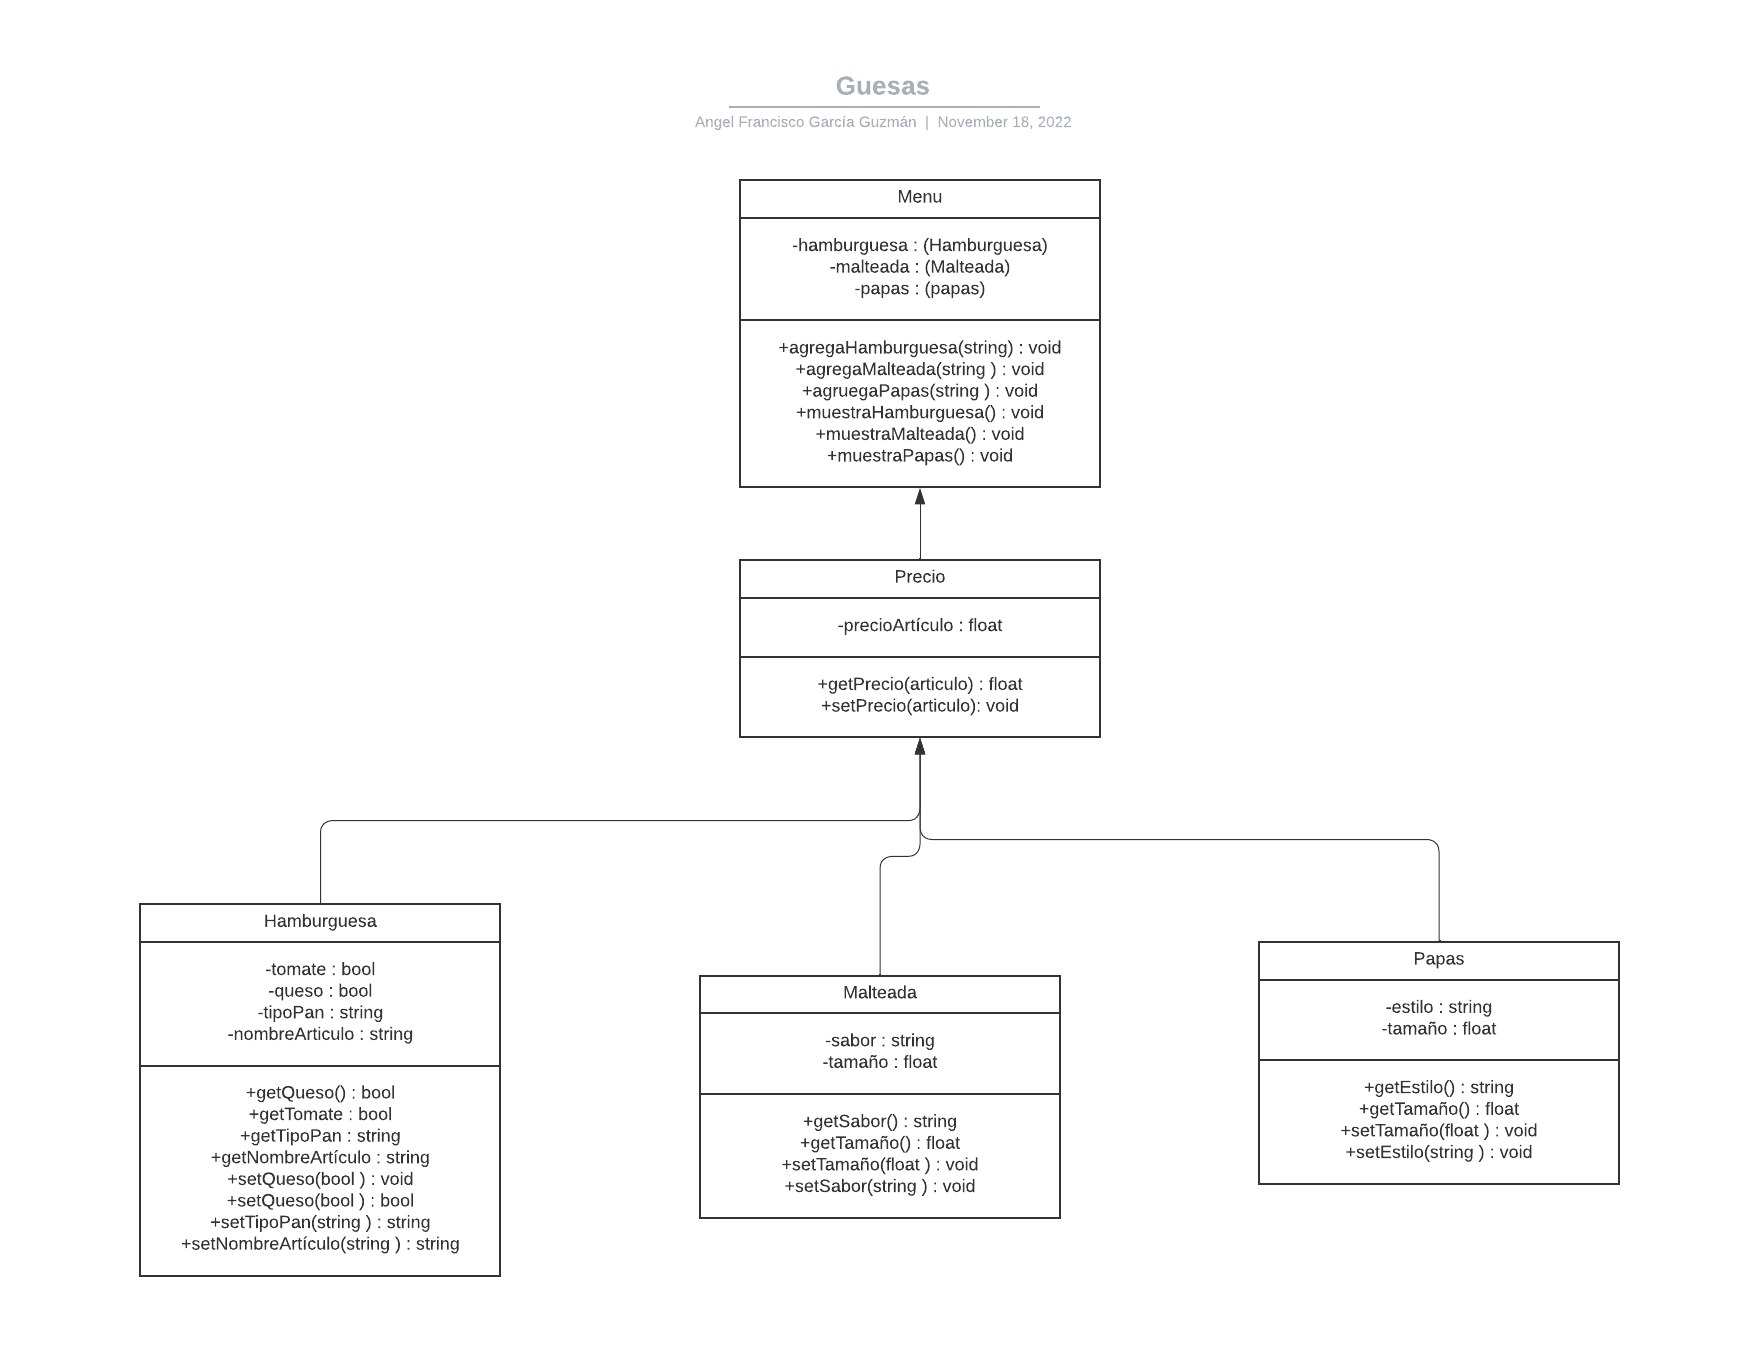 Guesas
Angel Francisco García Guzmán | November 18, 2022
Menu
-hamburguesa : (Hamburguesa)
-malteada : (Malteada)
-papas : (papas)
+agregaHamburguesa(string) : void
+agregaMalteada(string ) : void
+agruegaPapas(string ) : void
+muestraHamburguesa() : void
+muestraMalteada() : void
+muestraPapas() : void
Precio
-precioArtículo : float
+getPrecio(articulo) : float
+setPrecio(articulo): void
Hamburguesa
-tomate : bool
-queso : bool
-tipoPan : string
-nombreArticulo : string
+getQueso() : bool
+getTomate : bool
+getTipoPan : string
+getNombreArtículo : string
+setQueso(bool ) : void
+setQueso(bool ) : bool
+setTipoPan(string ) : string
+setNombreArtículo(string ) : string
Malteada
-sabor : string
-tamaño : float
+getSabor() : string
+getTamaño() : float
+setTamaño(float ) : void
+setSabor(string ) : void
Papas
-estilo : string
-tamaño : float
+getEstilo() : string
+getTamaño() : float
+setTamaño(float ) : void
+setEstilo(string ) : void